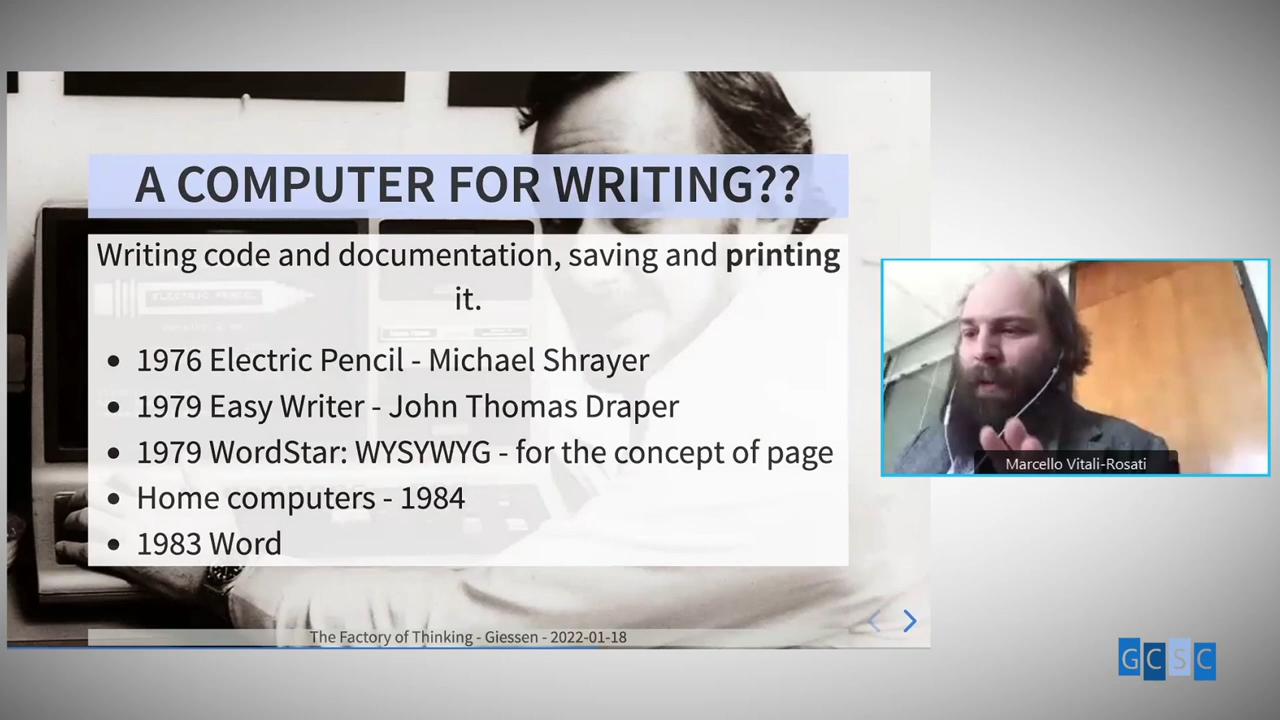 A COMPUTER FOR WRITING??
Writing code and documentation, saving and printing
it.
ELECTRIC PENCIL
• 1976 Electric Pencil - Michael Shrayer
• 1979 Easy Writer - John Thomas Draper
• 1979 WordStar: WYSYWYG - for the concept of page
• Home computers - 1984
• 1983 Word
The Factory of Thinking - Giessen - 2022-01-18
Marcello Vitali-Rosati
GCSC